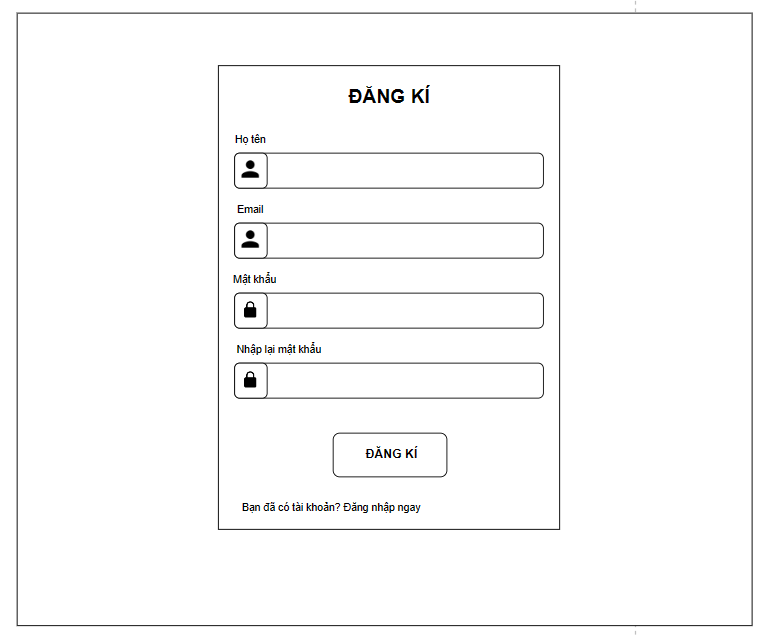 ĐĂNG KÍ
Họ tên
Email
Mật khẩu
Nhập lại mật khẩu
ĐĂNG KÍ
Bạn đã có tài khoản? Đăng nhập ngay